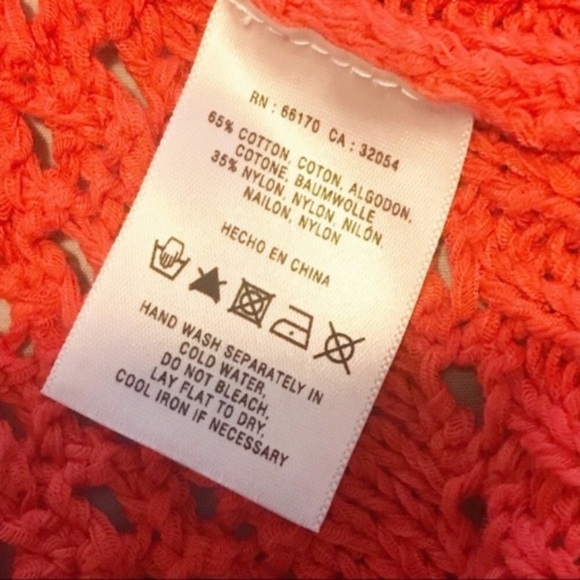 RN : 66170 CA : 32054
65% COTTON, COTON, ALGODON,
COTONE, BAUMWOLLE
35% NYLON, NYLON, NILÓN,
NAILON, NYLON
HECHO EN CHINA
HAND WASH SEPARATELY IN
COLD WATER,
DO NOT BLEACH,
LAY FLAT TO DRY,
COOL IRON IF NECESSARY